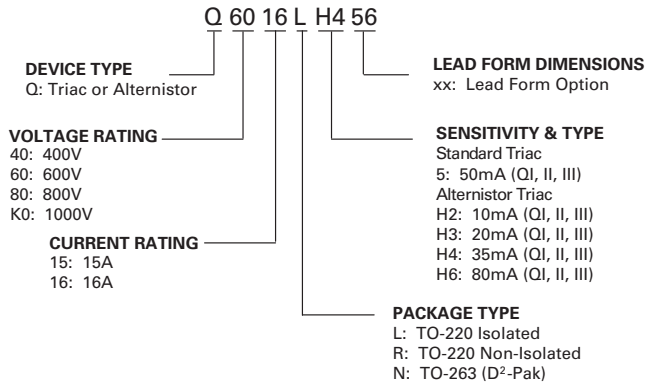 Q 60 16 L H4 56
DEVICE TYPE
Q: Triac or Alternistor
VOLTAGE RATING
40: 400V
60: 600V
80: 800V
K0: 1000V
CURRENT RATING
15: 15A
16: 16A
LEAD FORM DIMENSIONS
xx: Lead Form Option
SENSITIVITY & TYPE
Standard Triac
5: 50mA (QI, II, III)
Alternistor Triac
H2: 10mA (QI, II, III)
H3: 20mA (QI, II, III)
H4: 35mA (QI, II, III)
H6: 80mA (QI, II, III)
PACKAGE TYPE
L: TO-220 Isolated
R: TO-220 Non-Isolated
N: TO-263 (D²-Pak)